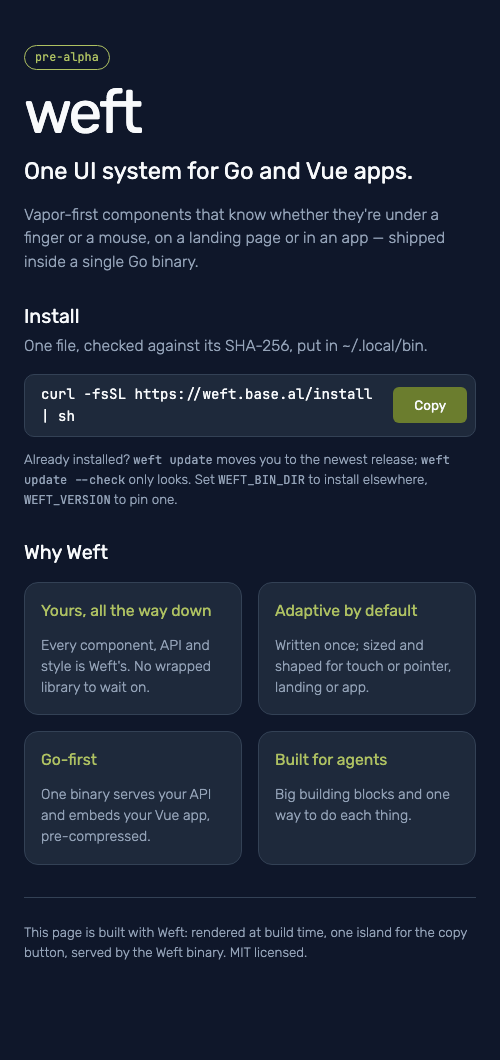 pre-alpha
weft
One UI system for Go and Vue apps.
Vapor-first components that know whether they're under a
finger or a mouse, on a landing page or in an app — shipped
inside a single Go binary.
Install
One file, checked against its SHA-256, put in ~/.local/bin.
curl -fsSL https://weft.base.al/install
| sh
Copy
Already installed? weft update moves you to the newest release; weft
update --check only looks. Set WEFT_BIN_DIR to install elsewhere,
WEFT_VERSION to pin one.
Why Weft
Yours, all the way down
Every component, API and
style is Weft's. No wrapped
library to wait on.
Adaptive by default
Written once; sized and
shaped for touch or pointer,
landing or app.
Go-first
One binary serves your API
and embeds your Vue app,
pre-compressed.
Built for agents
Big building blocks and one
way to do each thing.
This page is built with Weft: rendered at build time, one island for the copy
button, served by the Weft binary. MIT licensed.